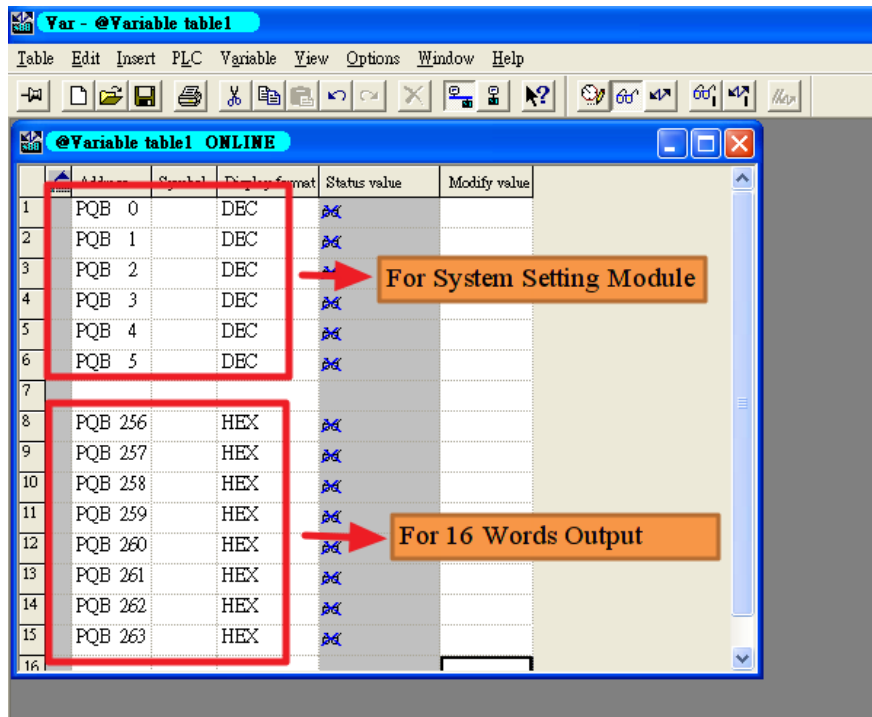 Var - @Variable table1
Table Edit Insert PLC Variable View Options Window Help
@Variable table1 ONLINE
Address Symbol Display format Status value Modify value
1 PQB 0 DEC
2 PQB 1 DEC
3 PQB 2 DEC
For System Setting Module
4 PQB 3 DEC
5 PQB 4 DEC
6 PQB 5 DEC
7
8 PQB 256 HEX
9 PQB 257 HEX
10 PQB 258 HEX
11 PQB 259 HEX
12 PQB 260 HEX
For 16 Words Output
13 PQB 261 HEX
14 PQB 262 HEX
15 PQB 263 HEX
16